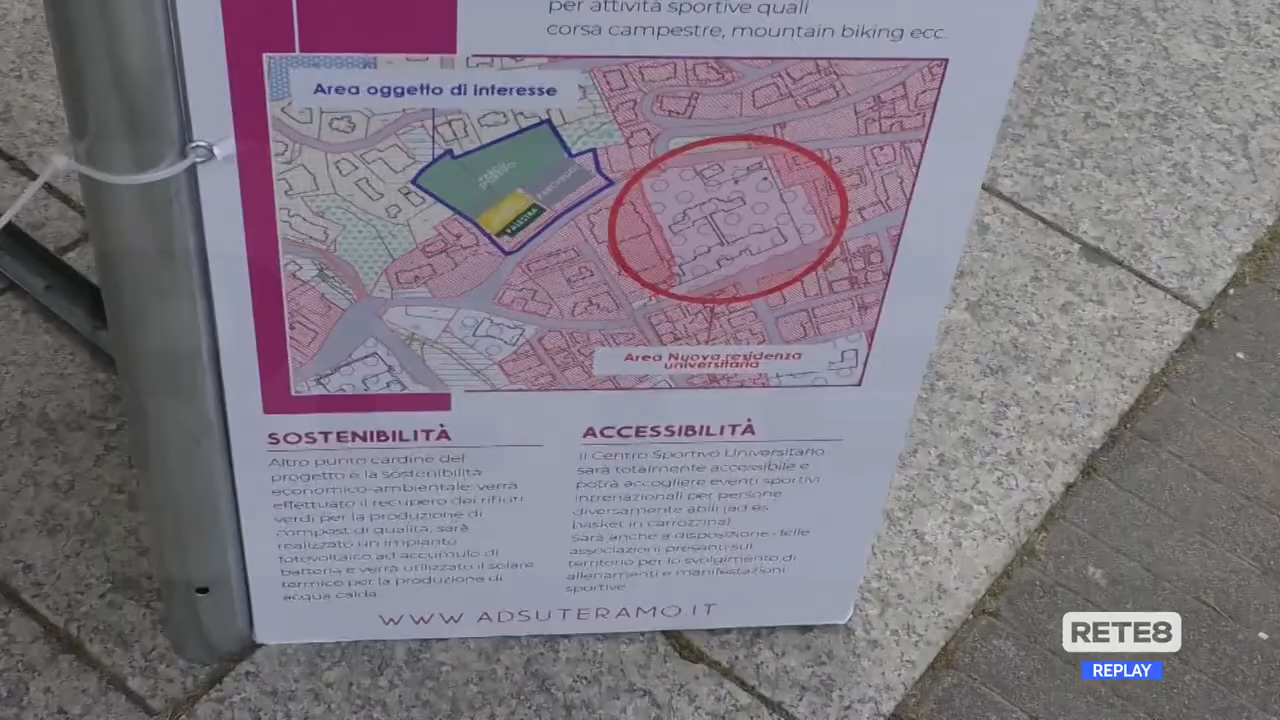 per attività sportive quali
corsa campestre, mountain biking ecc.
Area oggetto di interesse
PALESTRA
Area Nuova residenza
universitaria
SOSTENIBILITÀ
Altro punto cardine del
progetto è la sostenibilità
economico-ambientale: verrà
effettuato il recupero dei rifiuti
verdi per la produzione di
compost di qualità, sarà
realizzato un impianto
fotovoltaico ad accumulo di
batteria e verrà utilizzato il solare
termico per la produzione di
acqua calda.
ACCESSIBILITÀ
Il Centro Sportivo Universitario
sarà totalmente accessibile e
potrà accogliere eventi sportivi
intrenazionali per persone
diversamente abili (ad es
basket in carrozzina)
Sarà anche a disposizione delle
associazioni presenti sul
territorio per lo svolgimento di
allenamenti e manifestazioni
sportive.
WWW.ADSUTERAMO.IT
RETE8
REPLAY